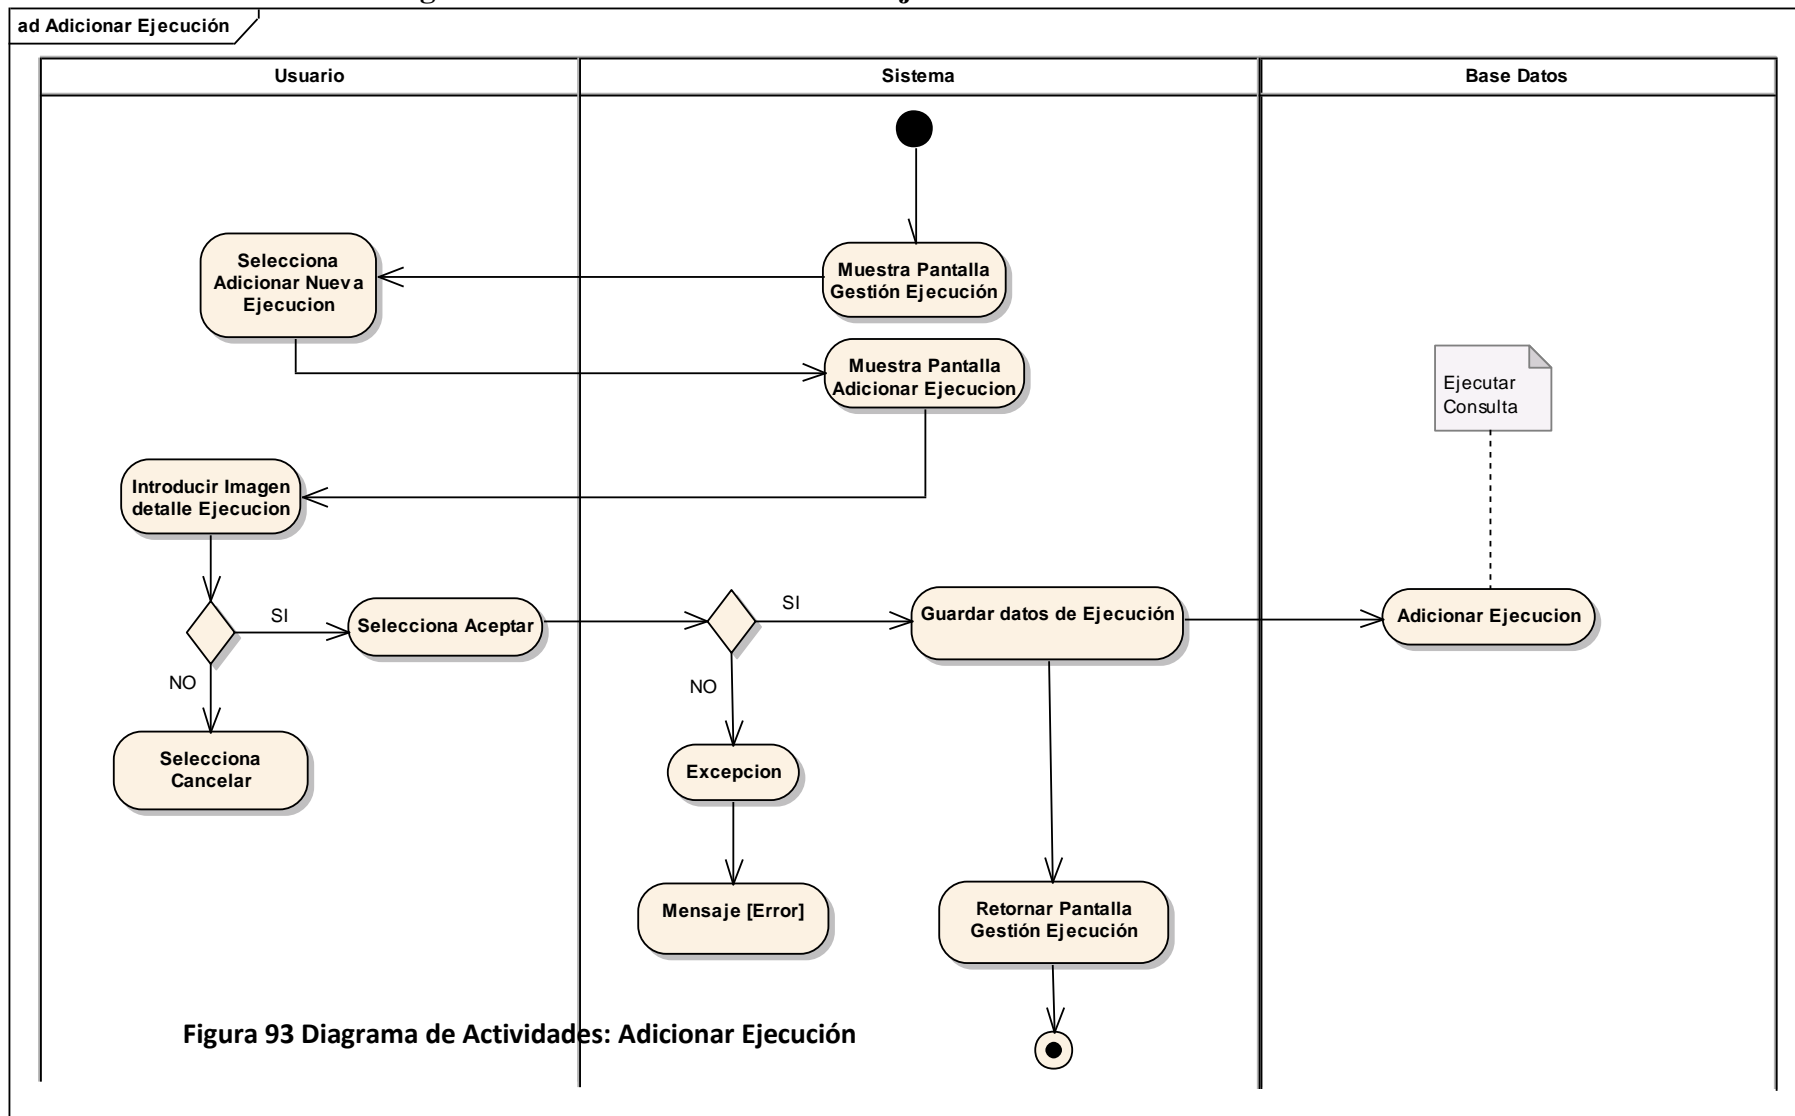 ad Adicionar Ejecución
Usuario
Sistema
Base Datos
Selecciona
Adicionar Nueva
Ejecucion
Muestra Pantalla
Gestión Ejecución
Muestra Pantalla
Adicionar Ejecucion
Ejecutar
Consulta
Introducir Imagen
detalle Ejecucion
SI
Selecciona Aceptar
SI
Guardar datos de Ejecución
Adicionar Ejecucion
NO
NO
Selecciona
Cancelar
Excepcion
Mensaje [Error]
Retornar Pantalla
Gestión Ejecución
Figura 93 Diagrama de Actividades: Adicionar Ejecución